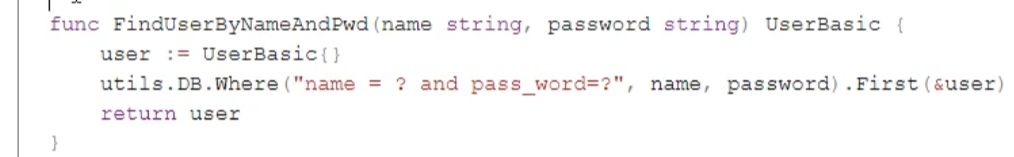 func FindUserByNameAndPwd(name string, password string) UserBasic {
    user := UserBasic{}
    utils.DB.Where("name = ? and pass_word=?", name, password).First(&user)
    return user
}